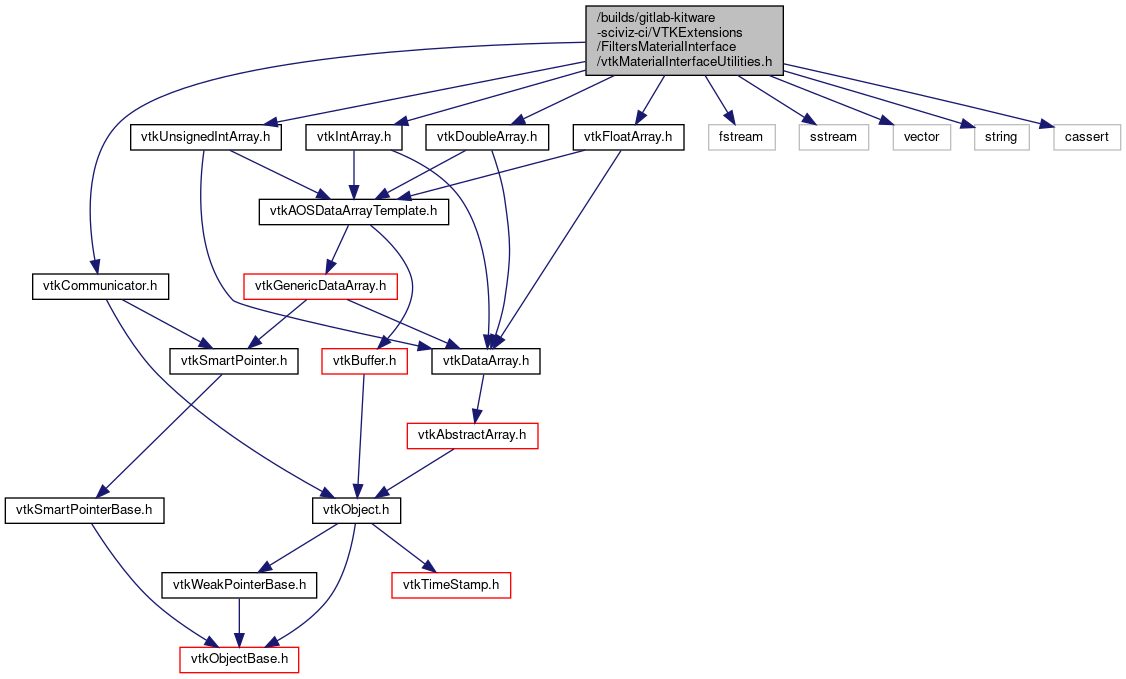 /builds/gitlab-kitware
-sciviz-ci/VTKExtensions
/FiltersMaterialInterface
/vtkMaterialInterfaceUtilities.h
vtkUnsignedIntArray.h
vtkIntArray.h
vtkDoubleArray.h
vtkFloatArray.h
fstream
sstream
vector
string
cassert
vtkAOSDataArrayTemplate.h
vtkCommunicator.h
vtkGenericDataArray.h
vtkSmartPointer.h
vtkBuffer.h
vtkDataArray.h
vtkAbstractArray.h
vtkSmartPointerBase.h
vtkObject.h
vtkWeakPointerBase.h
vtkTimeStamp.h
vtkObjectBase.h